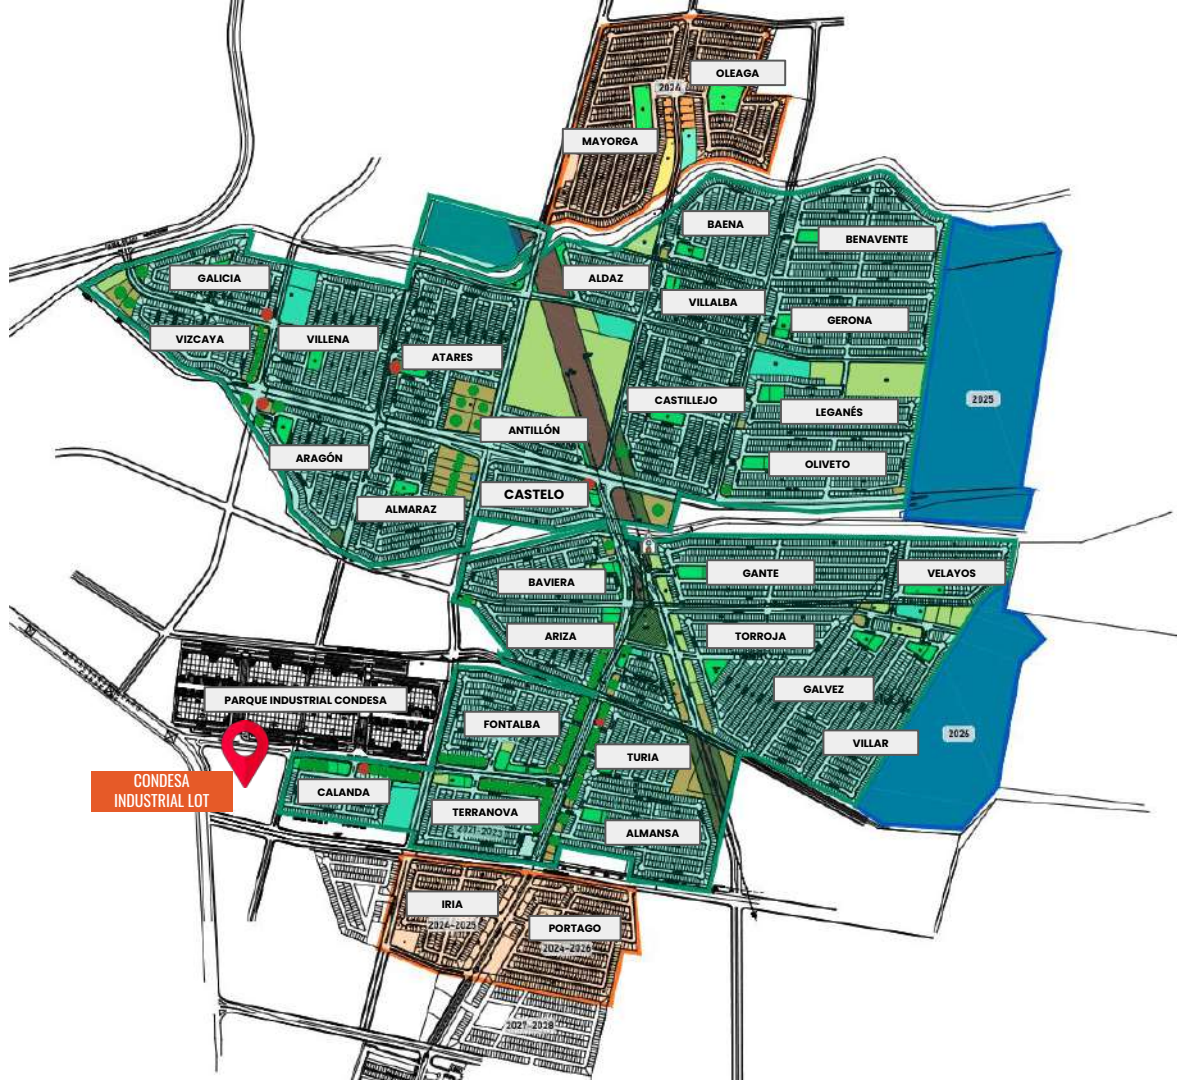 OLEAGA
2024
MAYORGA
BAENA
BENAVENTE
GALICIA
ALDAZ
VILLALBA
GERONA
VIZCAYA
VILLENA
ATARES
CASTILLEJO
2025
LEGANÉS
ANTILLÓN
ARAGÓN
OLIVETO
CASTELO
ALMARAZ
BAVIERA
GANTE
VELAYOS
ARIZA
TORROJA
GALVEZ
PARQUE INDUSTRIAL CONDESA
FONTALBA
2026
VILLAR
TURIA
CONDESA
INDUSTRIAL LOT
CALANDA
TERRANOVA
2021-2023
ALMANSA
IRIA
2024-2025
PORTAGO
2024-2026
2027-2028